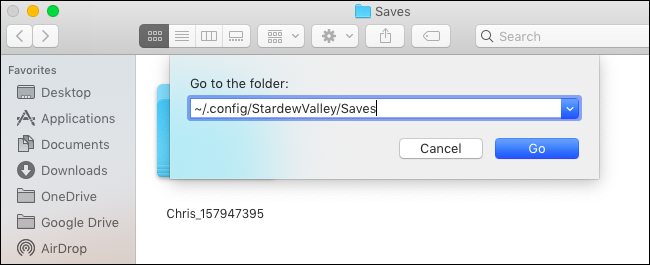 Saves
Search
Favorites
Desktop
Applications
Documents
Downloads
OneDrive
Google Drive
AirDrop
Go to the folder:
~/.config/StardewValley/Saves
Cancel
Go
Chris_157947395